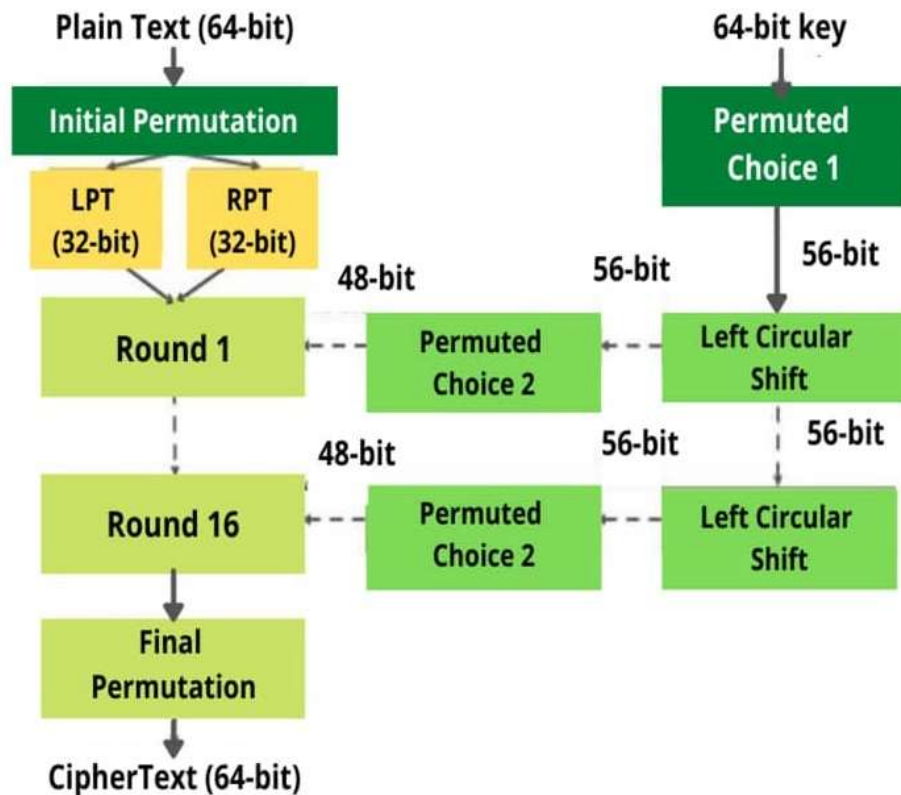 Plain Text (64-bit)
64-bit key
Initial Permutation
Permuted
Choice 1
LPT
(32-bit)
RPT
(32-bit)
56-bit
48-bit
56-bit
Round 1
Permuted
Choice 2
Left Circular
Shift
56-bit
48-bit
56-bit
Round 16
Permuted
Choice 2
Left Circular
Shift
Final
Permutation
CipherText (64-bit)